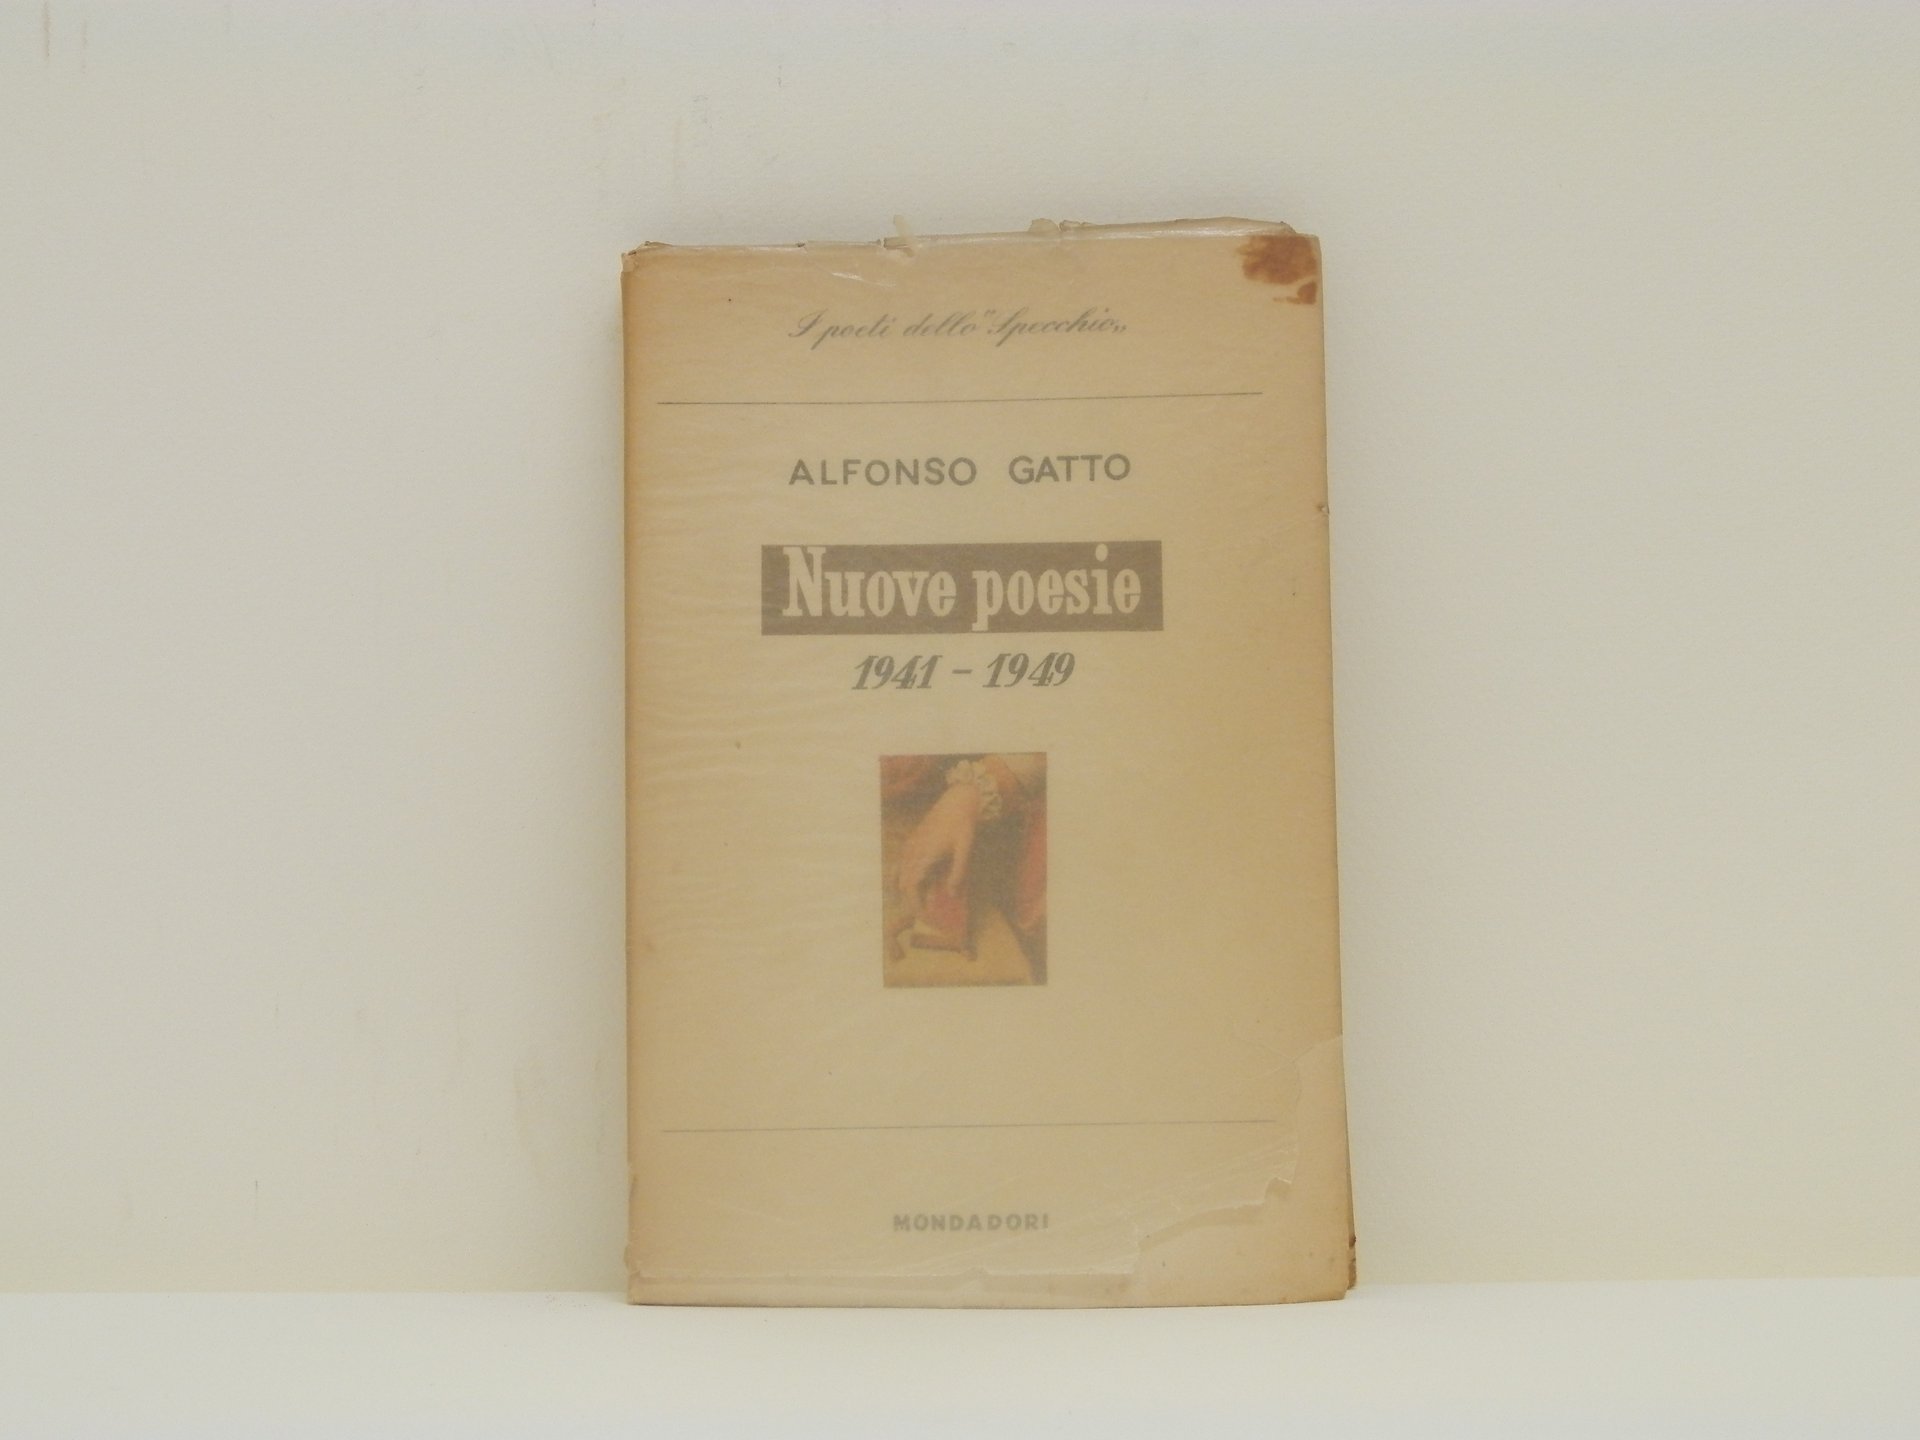 I poeti dello "Specchio„
ALFONSO GATTO
Nuove poesie
1941 - 1949
MONDADORI